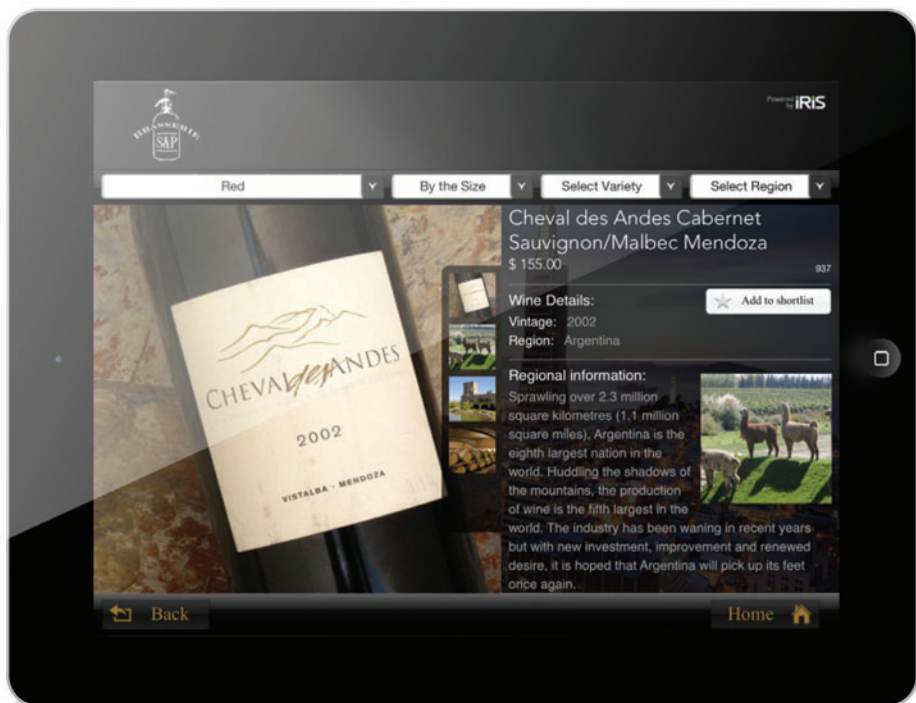 BRASSERIE
S&P
Powered
by iRiS
Red
By the Size
Select Variety
Select Region
CHEVAL des ANDES
2002
VISTALBA - MENDOZA
Cheval des Andes Cabernet
Sauvignon/Malbec Mendoza
$ 155.00
937
Wine Details:
Add to shortlist
Vintage: 2002
Region: Argentina
Regional information:
Sprawling over 2.3 million
square kilometres (1.1 million
square miles), Argentina is the
eighth largest nation in the
world. Huddling the shadows of
the mountains, the production
of wine is the fifth largest in the
world. The industry has been waning in recent years
but with new investment, improvement and renewed
desire, it is hoped that Argentina will pick up its feet
once again.
Back
Home